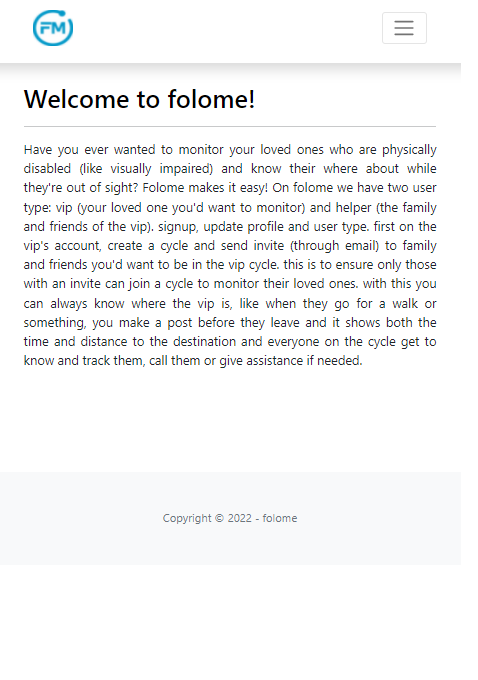 FM
Welcome to folome!
Have you ever wanted to monitor your loved ones who are physically
disabled (like visually impaired) and know their where about while
they're out of sight? Folome makes it easy! On folome we have two user
type: vip (your loved one you'd want to monitor) and helper (the family
and friends of the vip). signup, update profile and user type. first on the
vip's account, create a cycle and send invite (through email) to family
and friends you'd want to be in the vip cycle. this is to ensure only those
with an invite can join a cycle to monitor their loved ones. with this you
can always know where the vip is, like when they go for a walk or
something, you make a post before they leave and it shows both the
time and distance to the destination and everyone on the cycle get to
know and track them, call them or give assistance if needed.
Copyright © 2022 - folome